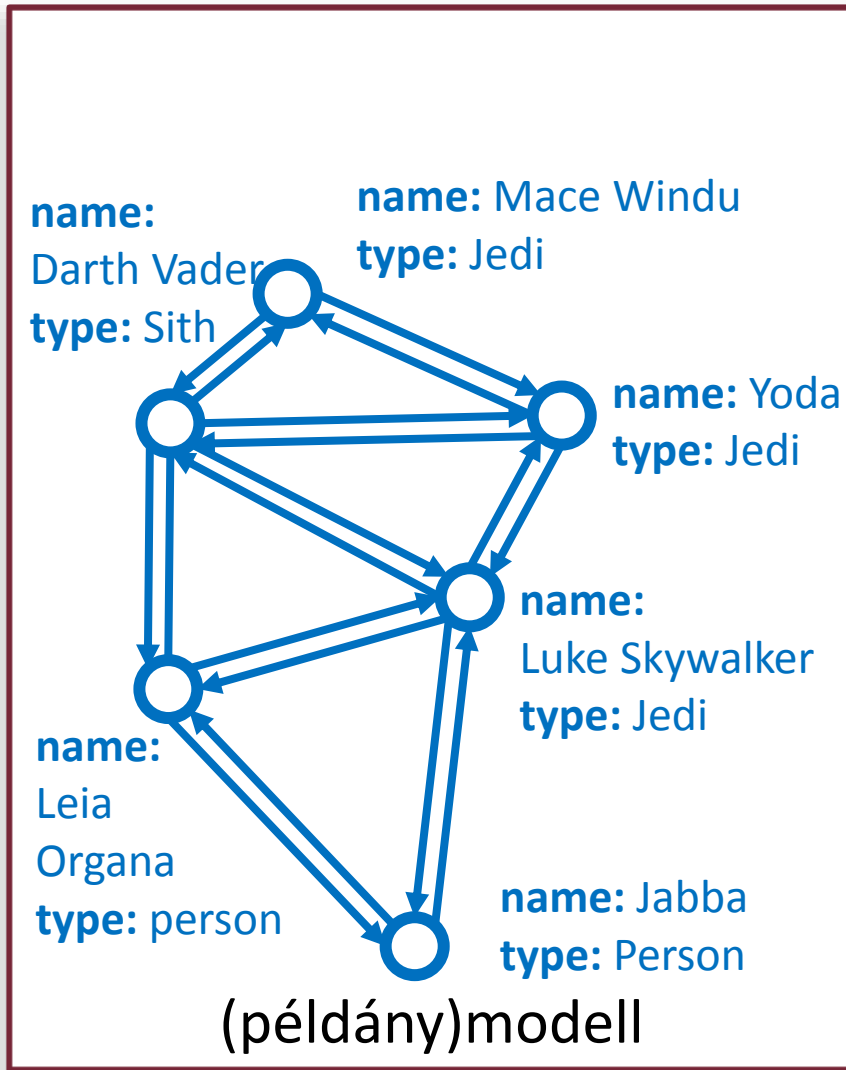 name: Mace Windu
type: Jedi
name:
Darth Vader
type: Sith
name: Yoda
type: Jedi
name:
Luke Skywalker
type: Jedi
name:
Leia
Organa
type: person
name: Jabba
type: Person
(példány)modell